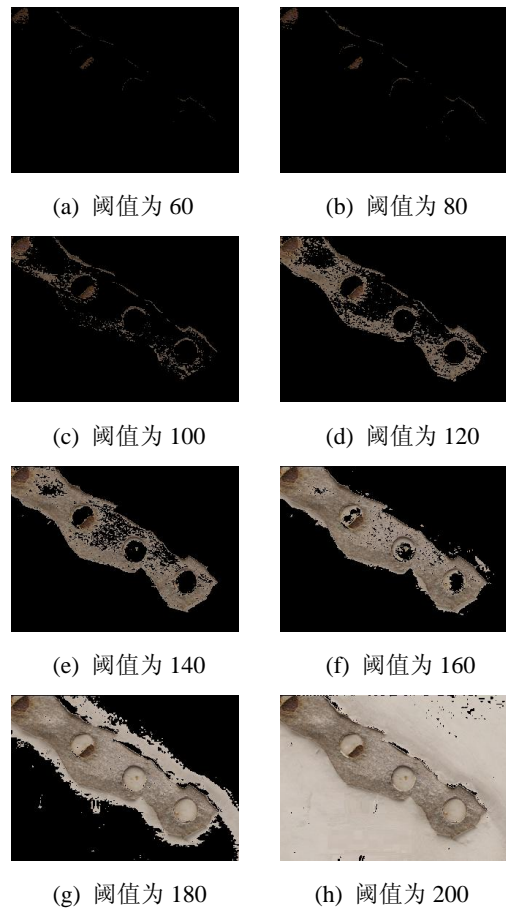 (a) 阈值为 60
(b) 阈值为 80
(c) 阈值为 100
(d) 阈值为 120
(e) 阈值为 140
(f) 阈值为 160
(g) 阈值为 180
(h) 阈值为 200